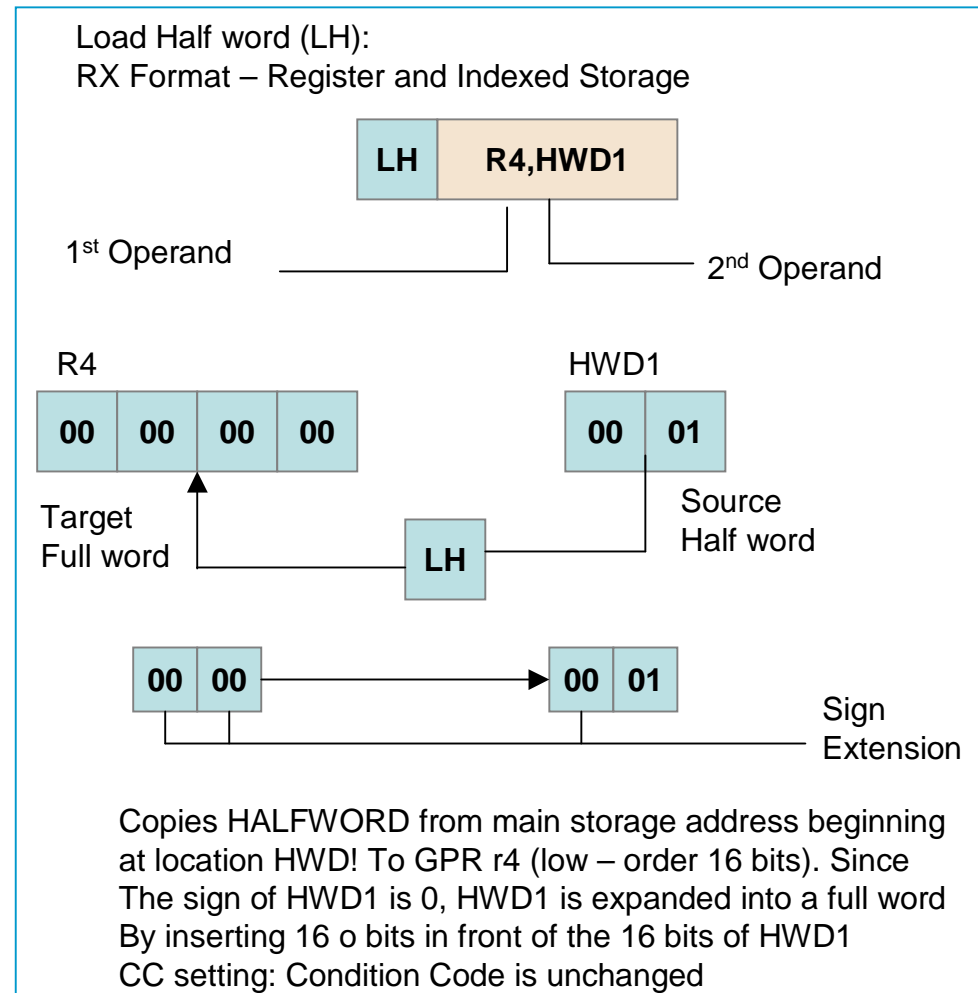 Load Half word (LH):
RX Format – Register and Indexed Storage
LH R4,HWD1
1st Operand
2nd Operand
R4 HWD1
00 00 00 00 00 01
Target Source
Full word Half word
LH
00 00 00 01
Sign
Extension
Copies HALFWORD from main storage address beginning
at location HWD! To GPR r4 (low – order 16 bits). Since
The sign of HWD1 is 0, HWD1 is expanded into a full word
By inserting 16 o bits in front of the 16 bits of HWD1
CC setting: Condition Code is unchanged